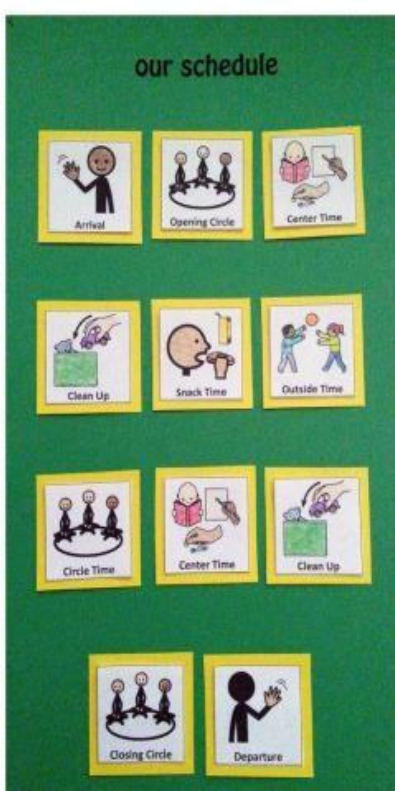 our schedule
Arrival
Opening Circle
Center Time
Clean Up
Snack Time
Outside Time
Circle Time
Center Time
Clean Up
Closing Circle
Departure